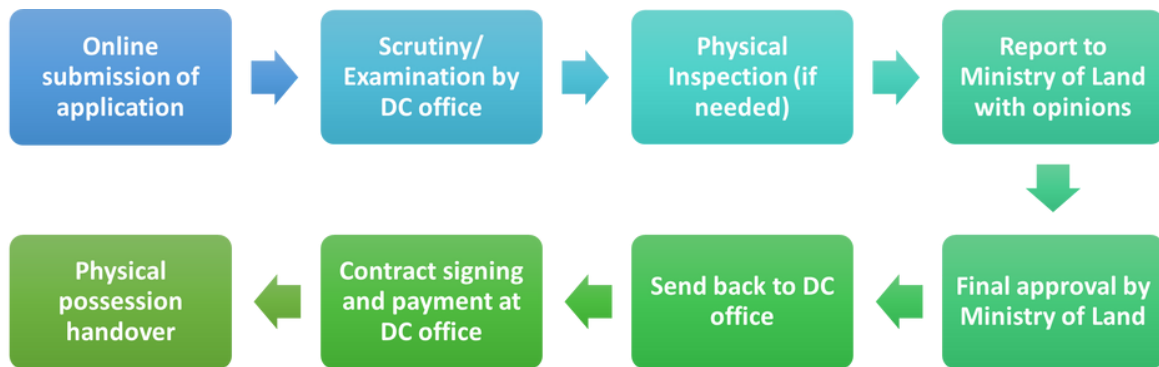 Online
submission of
application
Scrutiny/
Examination by
DC office
Physical
Inspection (if
needed)
Report to
Ministry of Land
with opinions
Final approval by
Ministry of Land
Send back to DC
office
Contract signing
and payment at
DC office
Physical
possession
handover